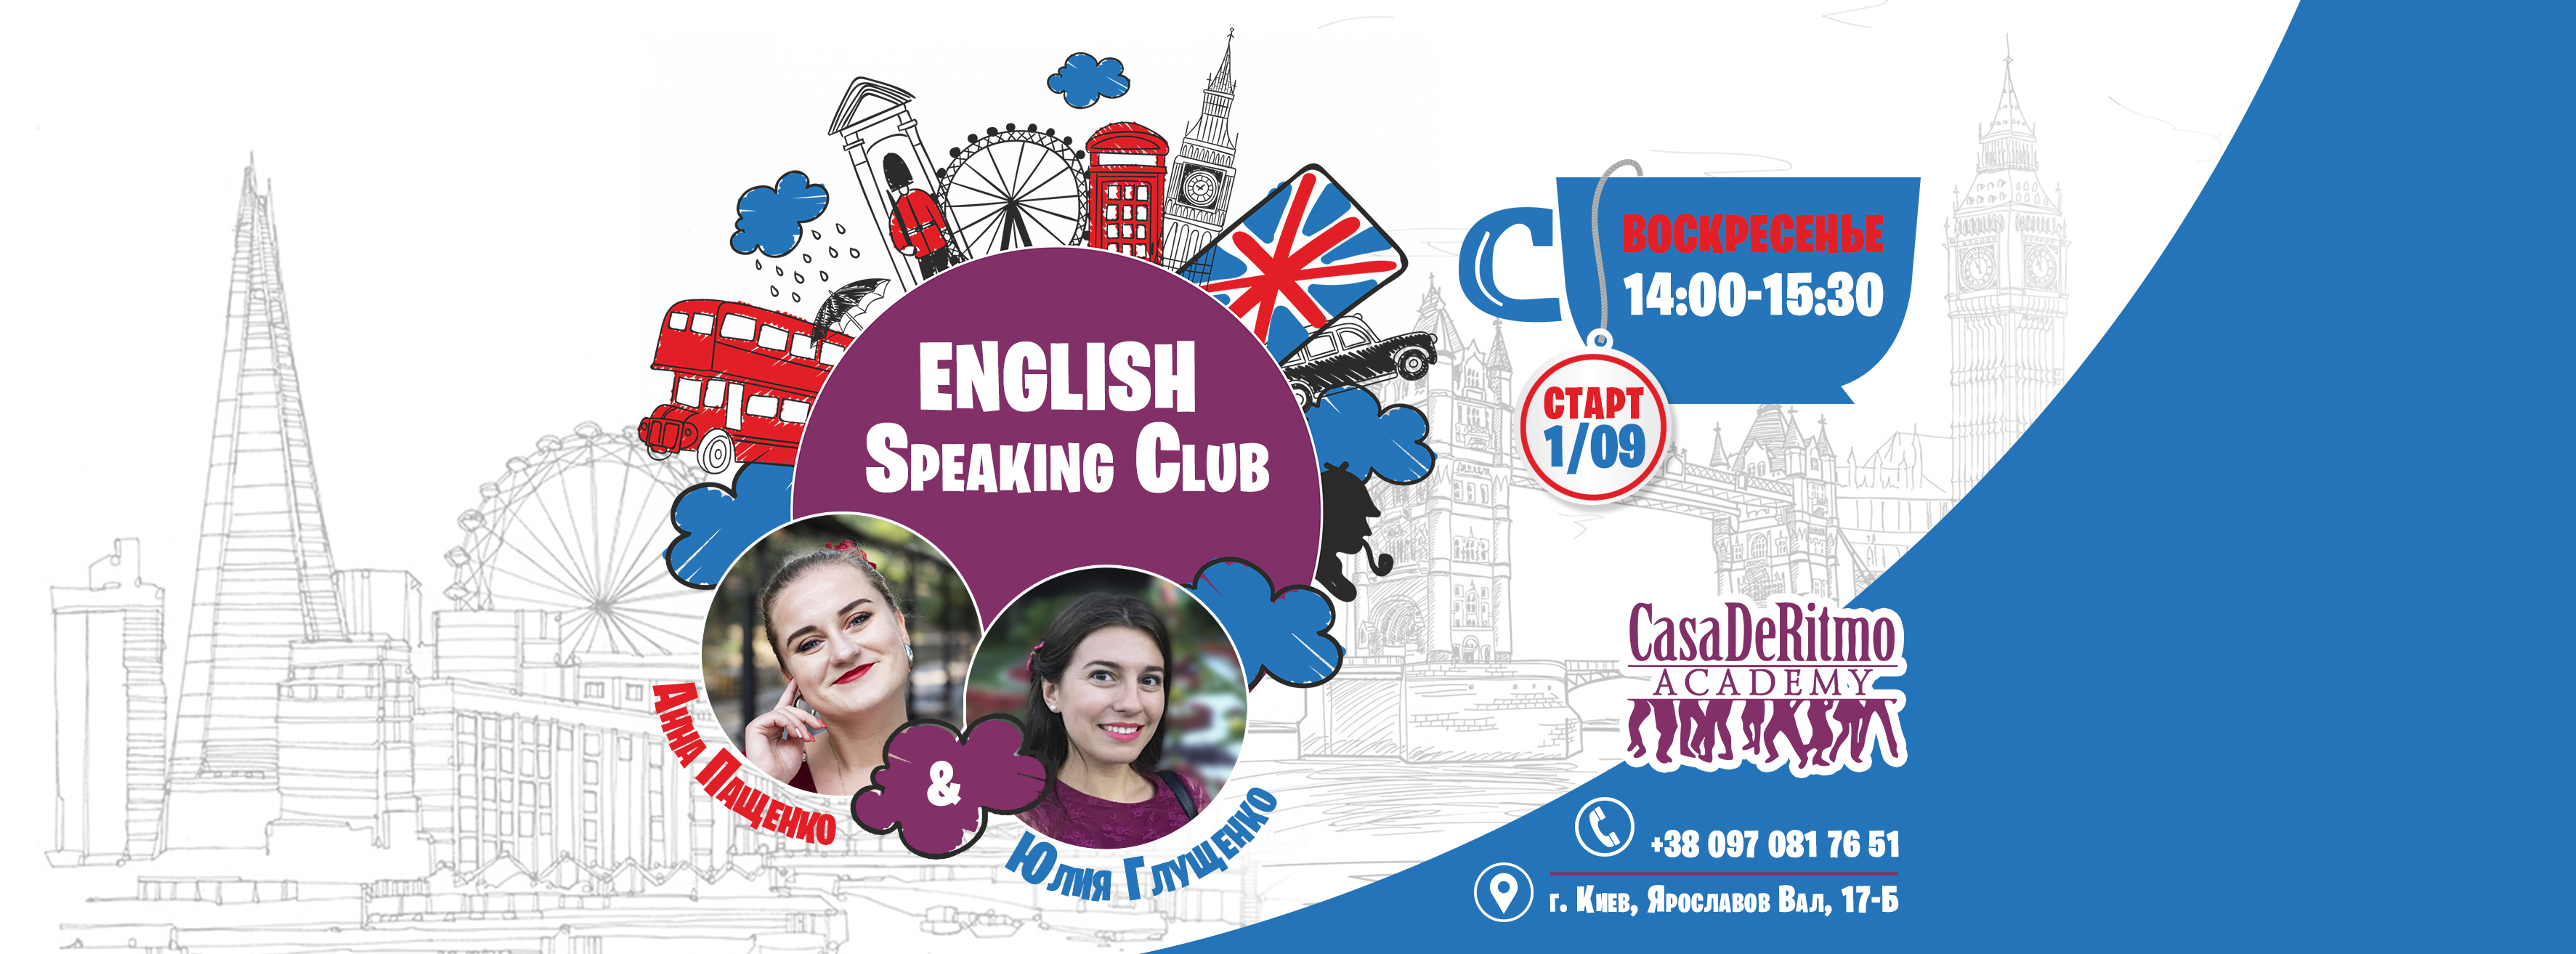 ENGLISH
SPEAKING CLUB
Анна Пащенко
&
Юлия Глущенко
ВОСКРЕСЕНЬЕ
14:00-15:30
СТАРТ
1/09
CasaDeRitmo
ACADEMY
+38 097 081 76 51
г. Киев, Ярославов Вал, 17-Б